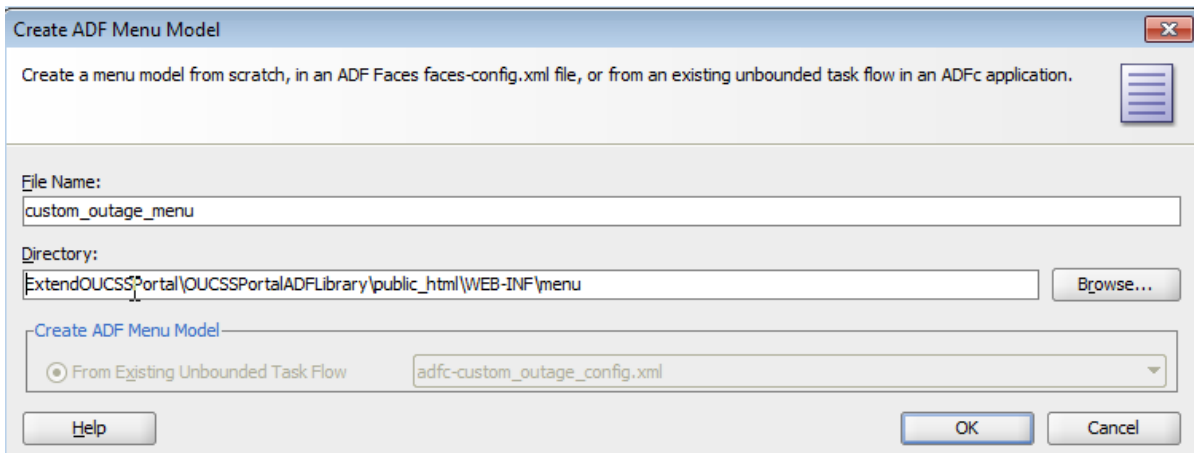 Create ADF Menu Model
Create a menu model from scratch, in an ADF Faces faces-config.xml file, or from an existing unbounded task flow in an ADFc application.
File Name:
custom_outage_menu
Directory:
ExtendOUCSSPortal\OUCSSPortalADFLibrary\public_html\WEB-INF\menu
Browse...
Create ADF Menu Model
From Existing Unbounded Task Flow
adfc-custom_outage_config.xml
Help
OK
Cancel